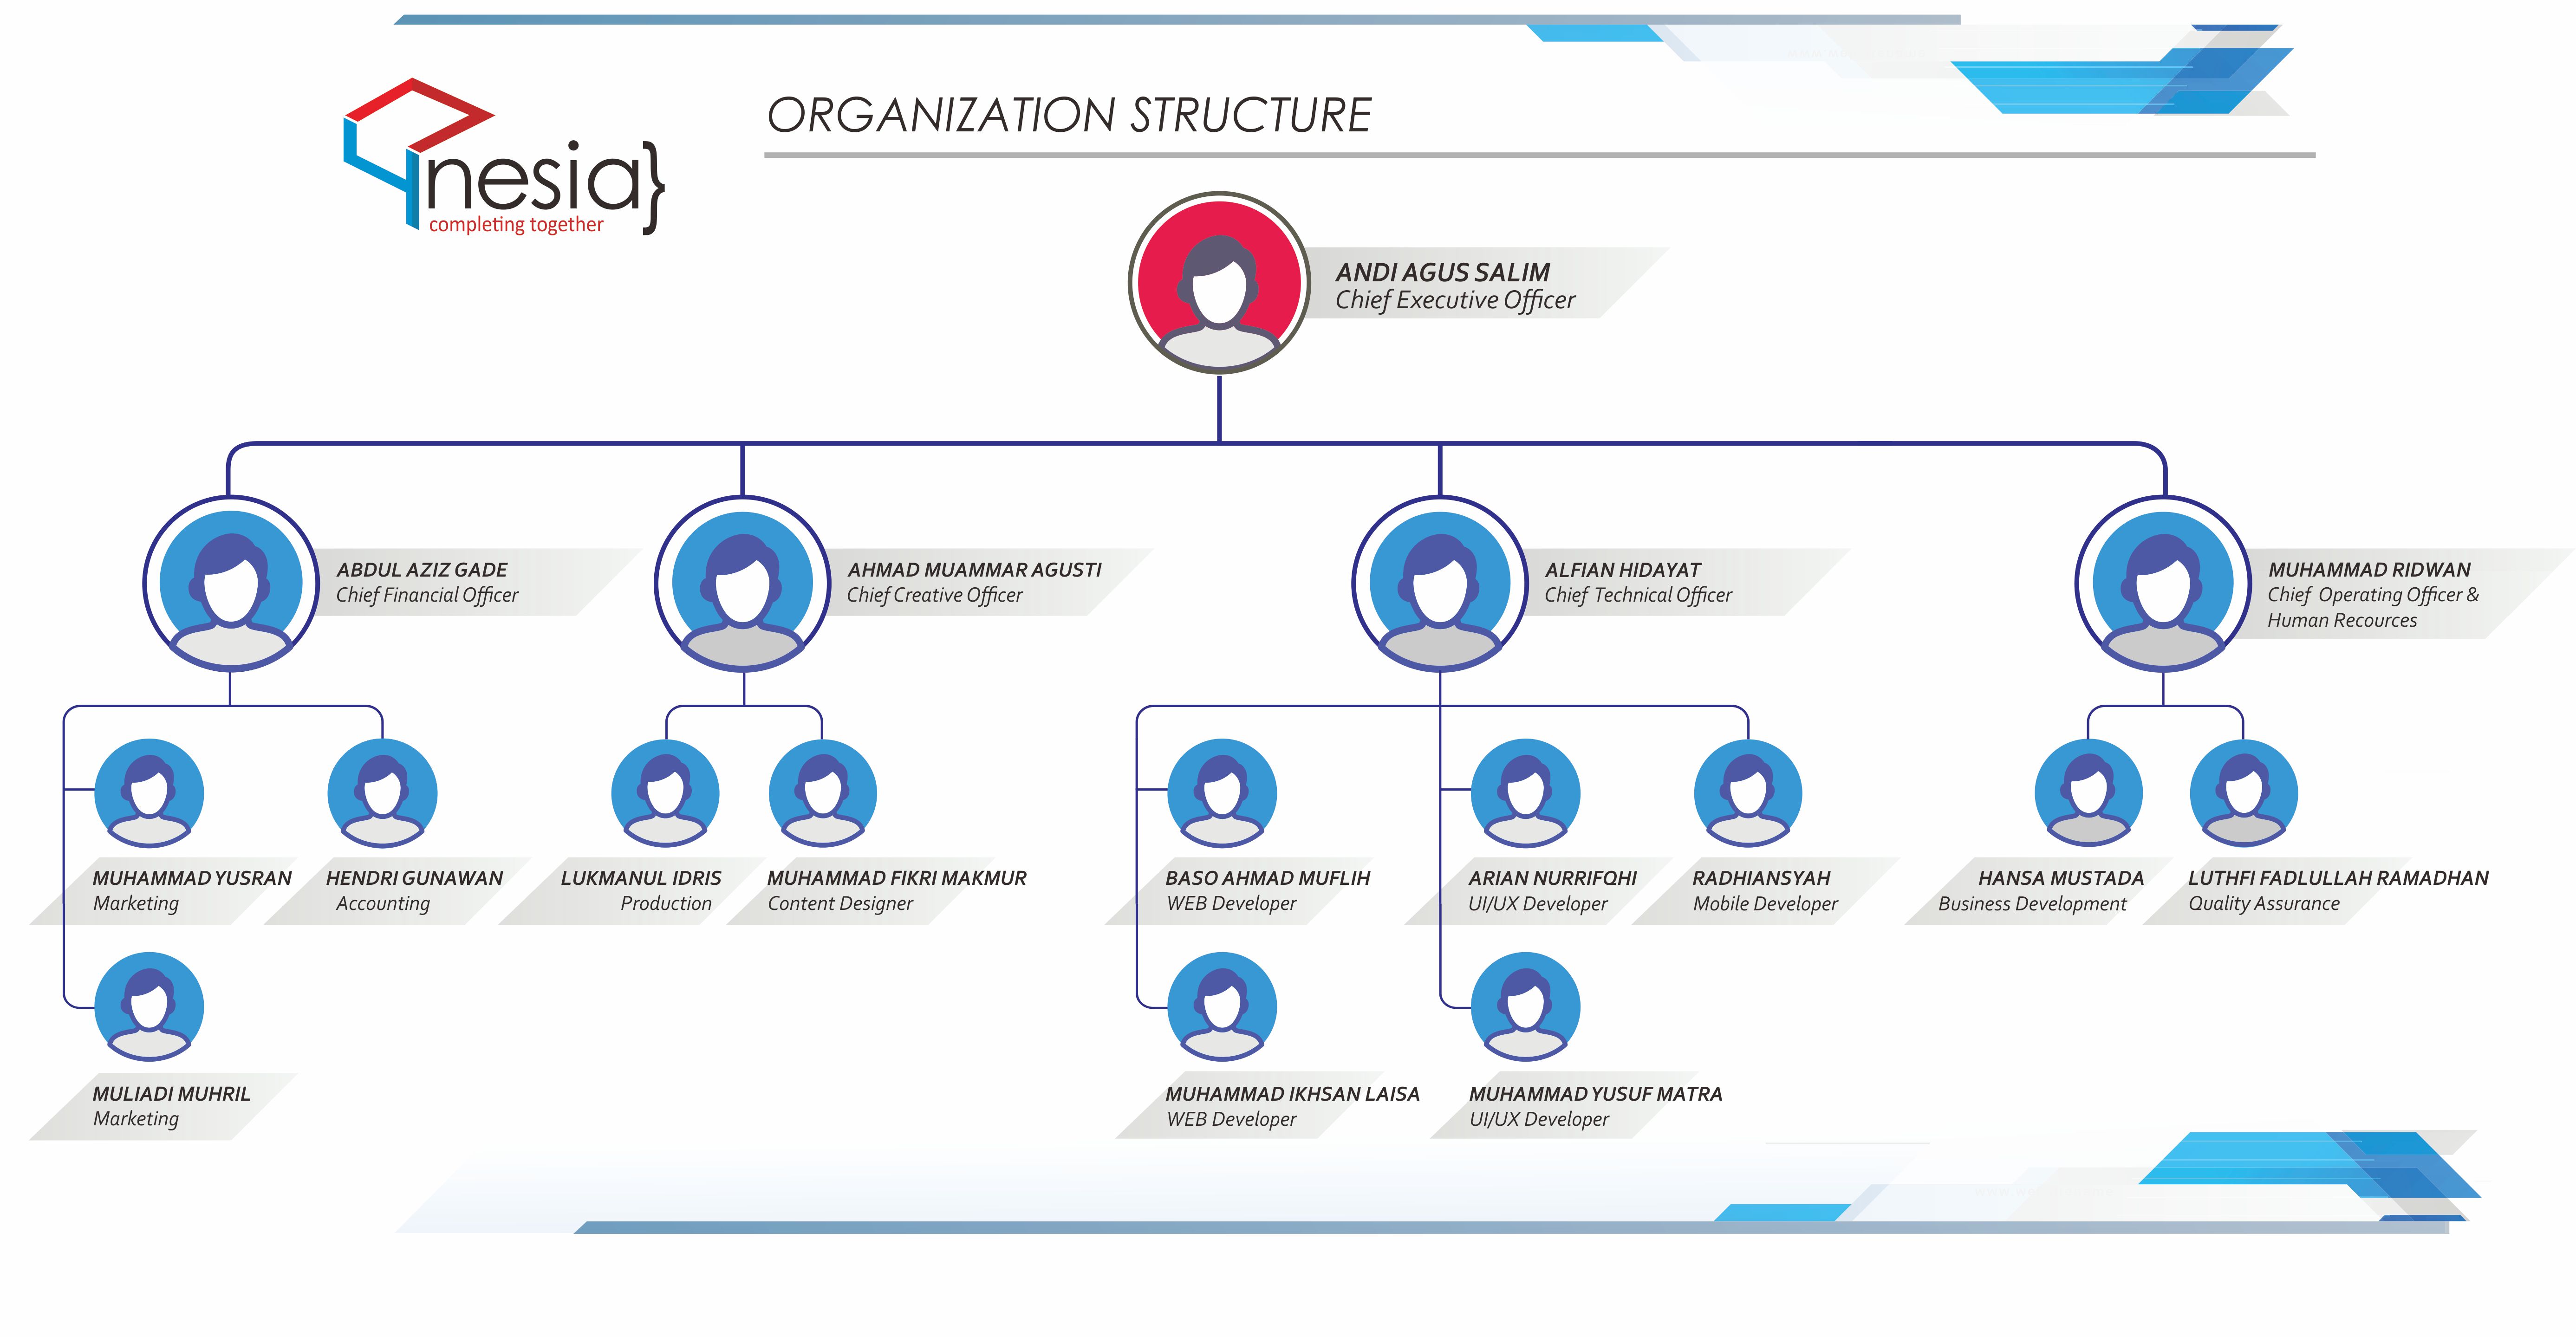 ORGANIZATION STRUCTURE
nesia}
completing together
ANDI AGUS SALIM
Chief Executive Officer
ABDUL AZIZ GADE
Chief Financial Officer
AHMAD MUAMMAR AGUSTI
Chief Creative Officer
ALFIAN HIDAYAT
Chief Technical Officer
MUHAMMAD RIDWAN
Chief Operating Officer &
Human Recources
MUHAMMAD YUSRAN
Marketing
HENDRI GUNAWAN
Accounting
LUKMANUL IDRIS
Production
MUHAMMAD FIKRI MAKMUR
Content Designer
BASO AHMAD MUFLIH
WEB Developer
ARIAN NURRIFQHI
UI/UX Developer
RADHIANSYAH
Mobile Developer
HANSA MUSTADA
Business Development
LUTHFI FADLULLAH RAMADHAN
Quality Assurance
MULIADI MUHRIL
Marketing
MUHAMMAD IKHSAN LAISA
WEB Developer
MUHAMMAD YUSUF MATRA
UI/UX Developer